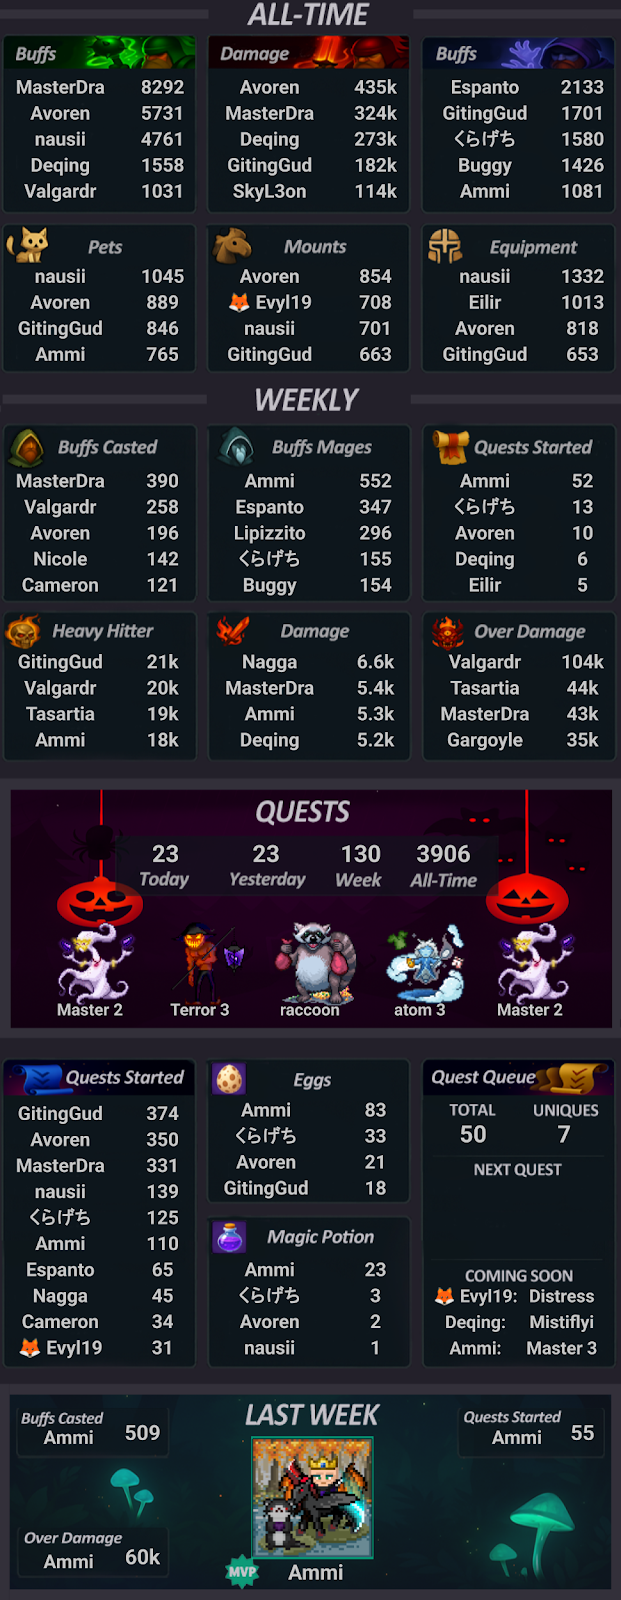 ALL-TIME
Buffs
MasterDra 8292
Avoren 5731
nausii 4761
Deqing 1558
Valgardr 1031
Damage
Avoren 435k
MasterDra 324k
Deqing 273k
GitingGud 182k
SkyL3on 114k
Buffs
Espanto 2133
GitingGud 1701
くらげち 1580
Buggy 1426
Ammi 1081
Pets
nausii 1045
Avoren 889
GitingGud 846
Ammi 765
Mounts
Avoren 854
🦊 Evyl19 708
nausii 701
GitingGud 663
Equipment
nausii 1332
Eilir 1013
Avoren 818
GitingGud 653
WEEKLY
Buffs Casted
MasterDra 390
Valgardr 258
Avoren 196
Nicole 142
Cameron 121
Buffs Mages
Ammi 552
Espanto 347
Lipizzito 296
くらげち 155
Buggy 154
Quests Started
Ammi 52
くらげち 13
Avoren 10
Deqing 6
Eilir 5
Heavy Hitter
GitingGud 21k
Valgardr 20k
Tasartia 19k
Ammi 18k
Damage
Nagga 6.6k
MasterDra 5.4k
Ammi 5.3k
Deqing 5.2k
Over Damage
Valgardr 104k
Tasartia 44k
MasterDra 43k
Gargoyle 35k
QUESTS
23 23 130 3906
Today Yesterday Week All-Time
Master 2 Terror 3 raccoon atom 3 Master 2
Quests Started
GitingGud 374
Avoren 350
MasterDra 331
nausii 139
くらげち 125
Ammi 110
Espanto 65
Nagga 45
Cameron 34
🦊 Evyl19 31
Eggs
Ammi 83
くらげち 33
Avoren 21
GitingGud 18
Magic Potion
Ammi 23
くらげち 3
Avoren 2
nausii 1
Quest Queue
TOTAL UNIQUES
50 7
NEXT QUEST
COMING SOON
🦊 Evyl19: Distress
Deqing: Mistiflyi
Ammi: Master 3
LAST WEEK
Buffs Casted
Ammi 509
Quests Started
Ammi 55
Over Damage
Ammi 60k
MVP Ammi